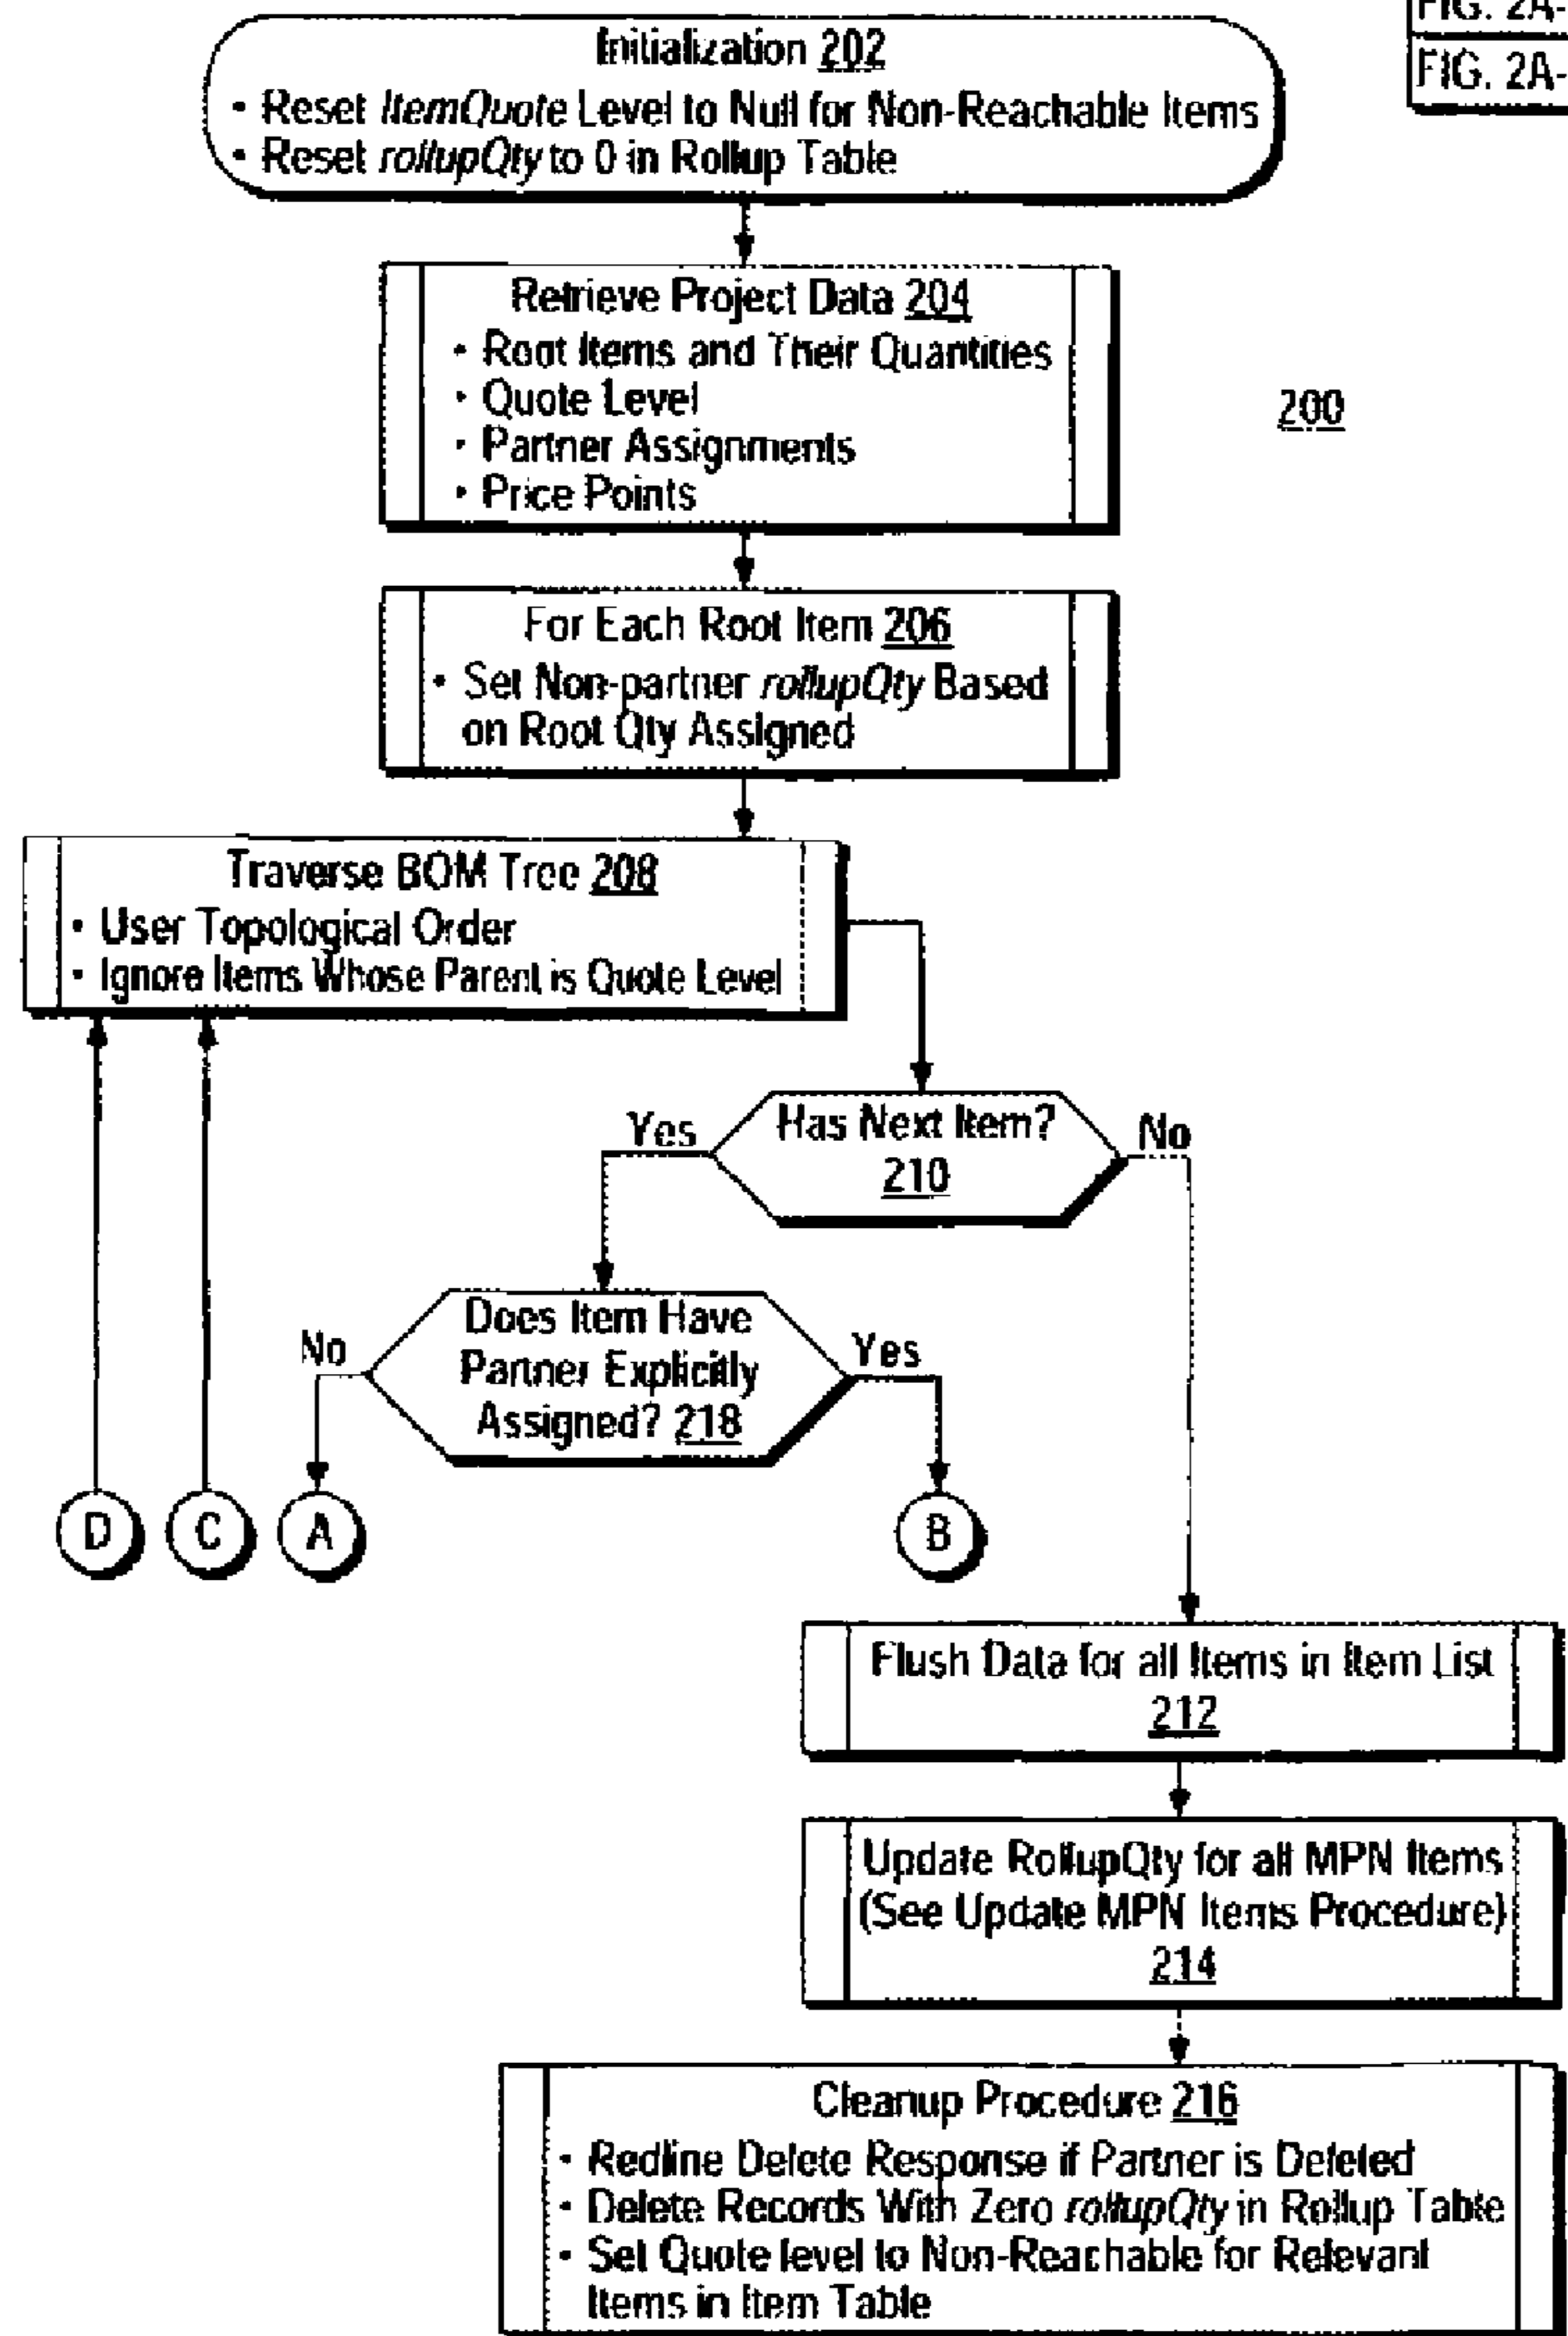 FIG. 2A-
FIG. 2A-
Initialization 202
• Reset ItemQuote Level to Null for Non-Reachable Items
• Reset rollupQty to 0 in Rollup Table
Retrieve Project Data 204
• Root Items and Their Quantities
• Quote Level
• Partner Assignments
• Price Points
200
For Each Root Item 206
• Set Non-partner rollupQty Based
on Root Qty Assigned
Traverse BOM Tree 208
• User Topological Order
• Ignore Items Whose Parent is Quote Level
Yes
Has Next Item?
No
210
Does Item Have
No
Partner Explicitly
Yes
Assigned? 218
D
C
A
B
Flush Data for all Items in Item List
212
Update RollupQty for all MPN Items
(See Update MPN Items Procedure)
214
Cleanup Procedure 216
• Redline Delete Response if Partner is Deleted
• Delete Records With Zero rollupQty in Rollup Table
• Set Quote level to Non-Reachable for Relevant
Items in Item Table